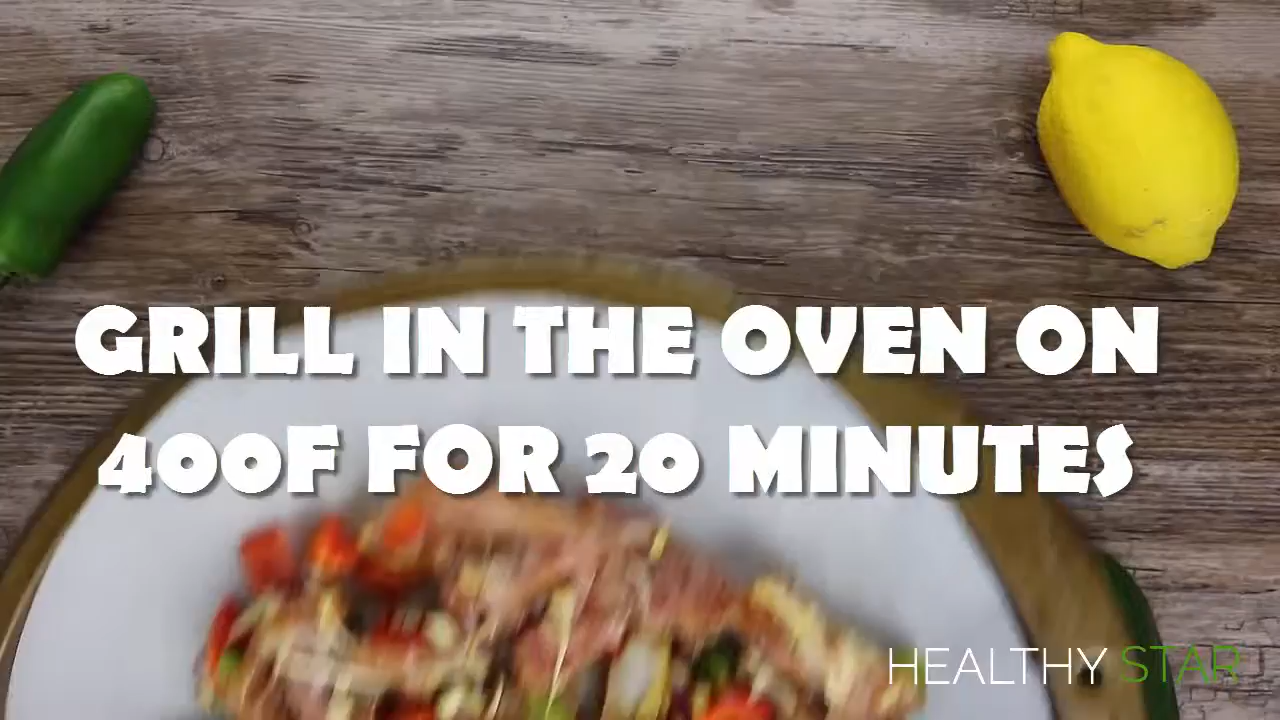 GRILL IN THE OVEN ON
400F FOR 20 MINUTES
HEALTHY STAR